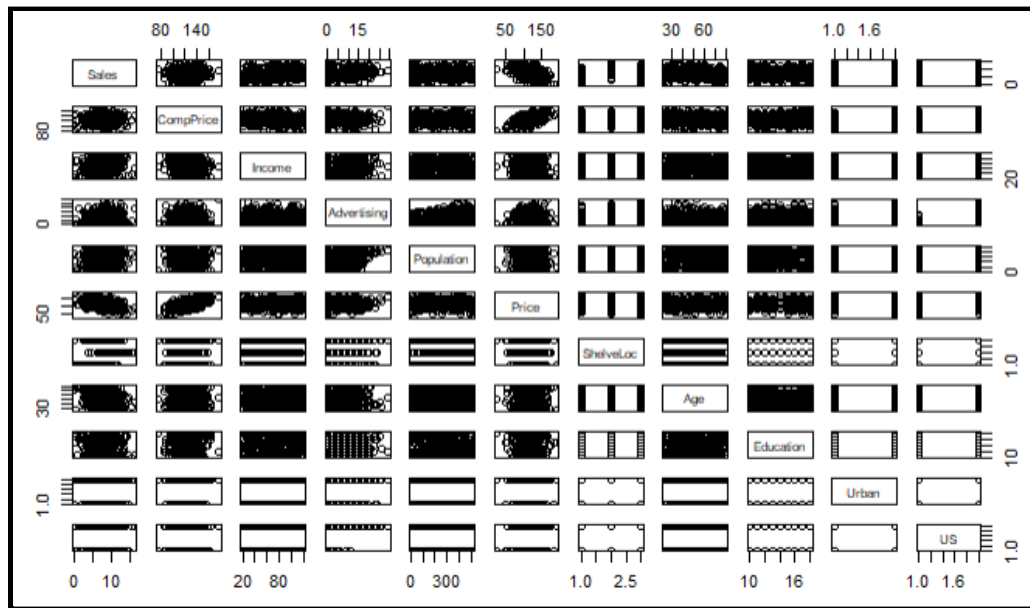 80 140 0 15 50 150 30 60 1.0 1.6
Sales 0
80 CompPrice
Income 20
0 Advertising
Population 0
50 Price
ShelveLoc 1.0
30 Age
Education 10
1.0 Urban
US 1.0
0 10 20 80 0 300 1.0 2.5 10 16 1.0 1.6